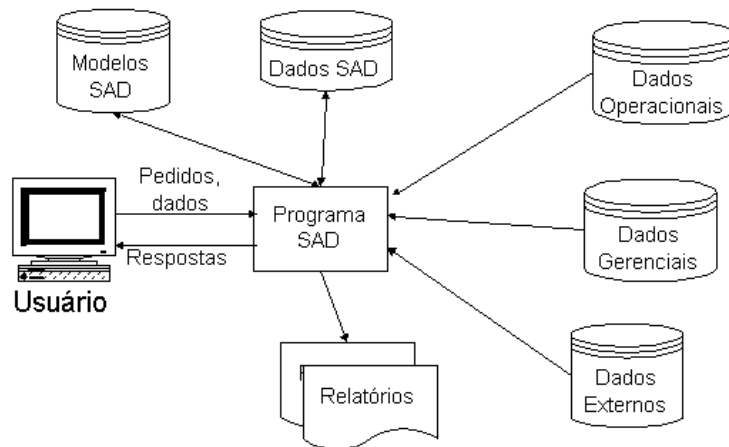 Modelos
SAD
Dados SAD
Dados
Operacionais
Pedidos,
dados
Programa
SAD
Respostas
Usuário
Dados
Gerenciais
Relatórios
Dados
Externos